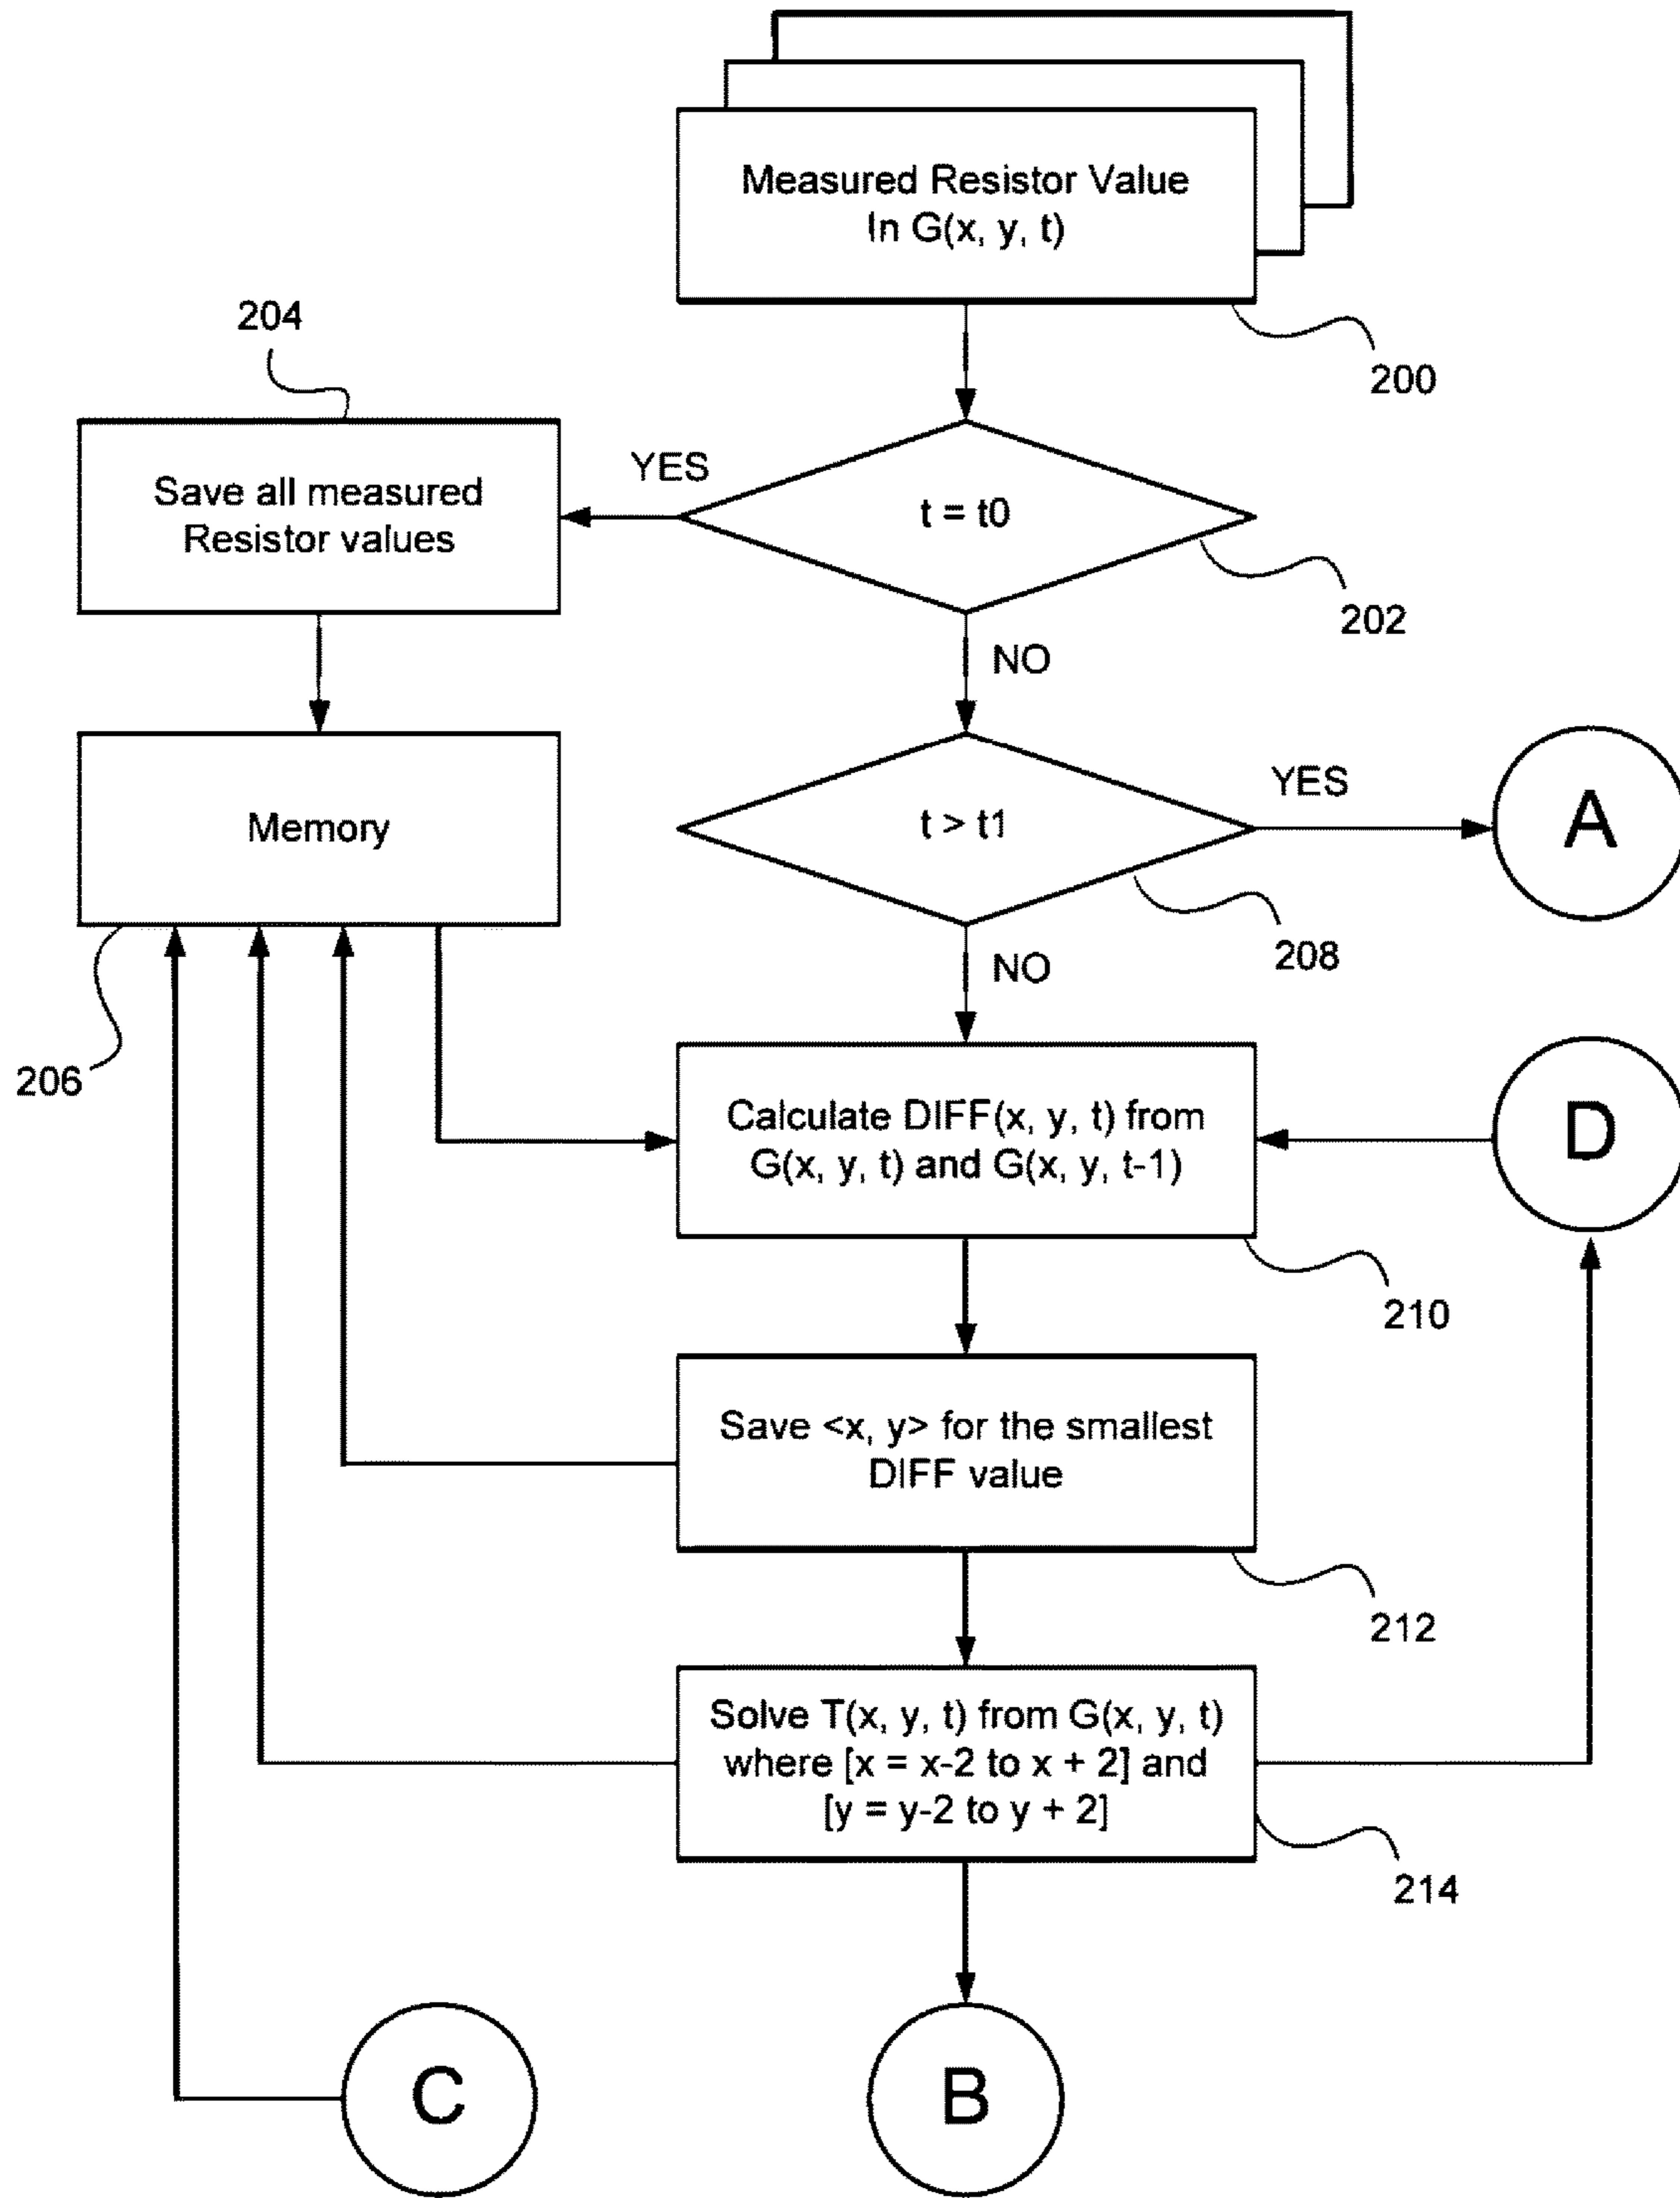 Measured Resistor Value
In G(x, y, t)
200
204
Save all measured
Resistor values
YES
t = t0
202
NO
Memory
206
t > t1
YES
A
208
NO
Calculate DIFF(x, y, t) from
G(x, y, t) and G(x, y, t-1)
D
210
Save <x, y> for the smallest
DIFF value
212
Solve T(x, y, t) from G(x, y, t)
where [x = x-2 to x + 2] and
[y = y-2 to y + 2]
214
C
B